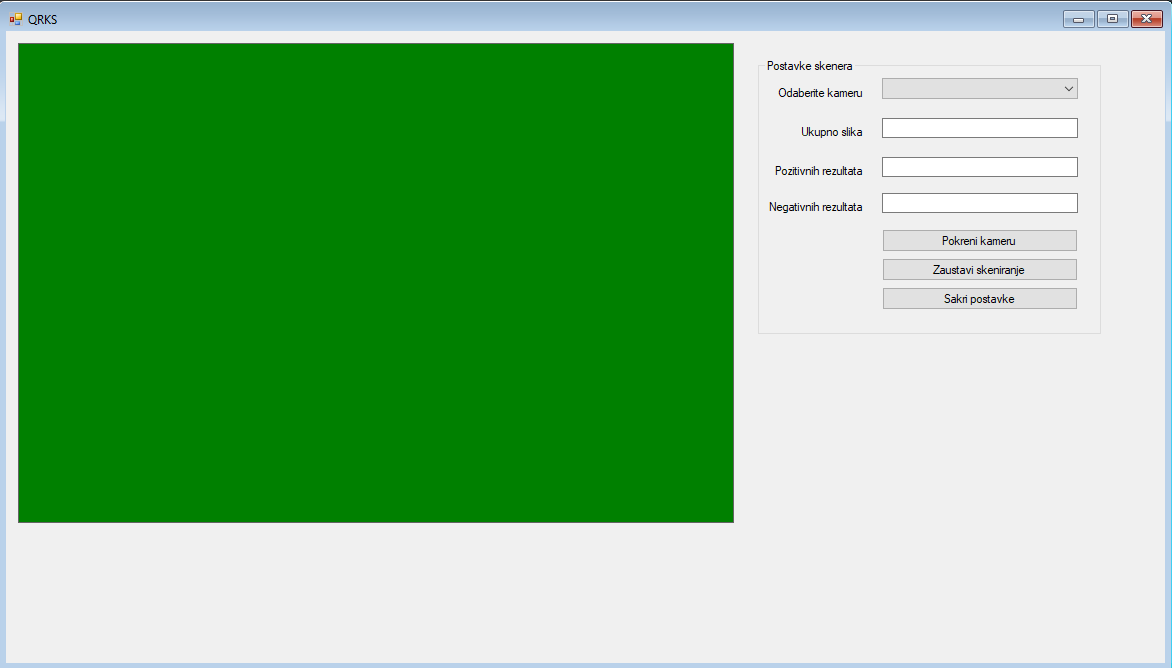 QRKS
Postavke skenera
Odaberite kameru
Ukupno slika
Pozitivnih rezultata
Negativnih rezultata
Pokreni kameru
Zaustavi skeniranje
Sakri postavke